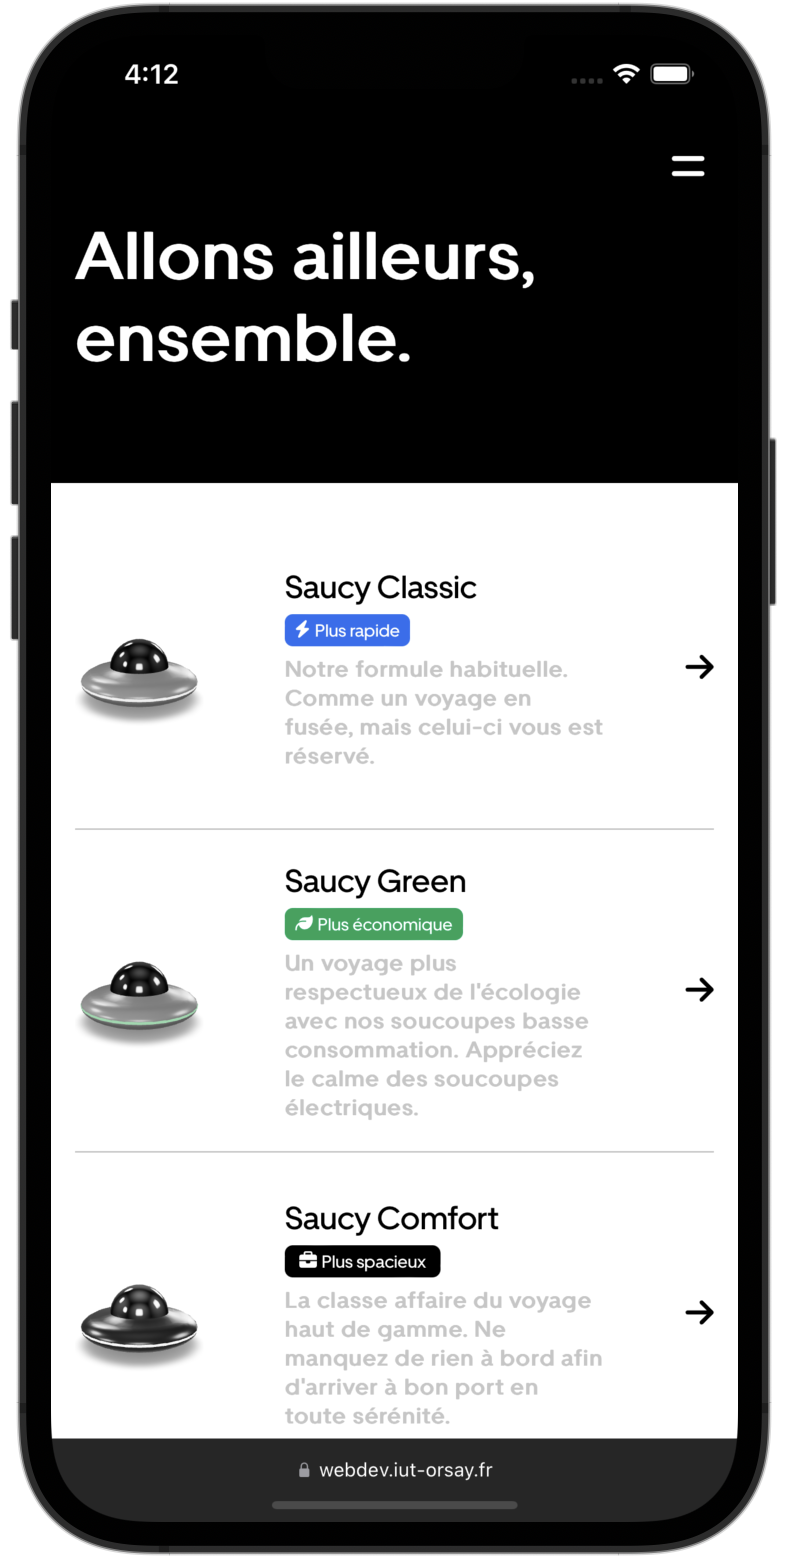 4:12
Allons ailleurs,
ensemble.
Saucy Classic
Plus rapide
Notre formule habituelle.
Comme un voyage en
fusée, mais celui-ci vous est
réservé.
Saucy Green
Plus économique
Un voyage plus
respectueux de l'écologie
avec nos soucoupes basse
consommation. Appréciez
le calme des soucoupes
électriques.
Saucy Comfort
Plus spacieux
La classe affaire du voyage
haut de gamme. Ne
manquez de rien à bord afin
d'arriver à bon port en
toute sérénité.
webdev.iut-orsay.fr